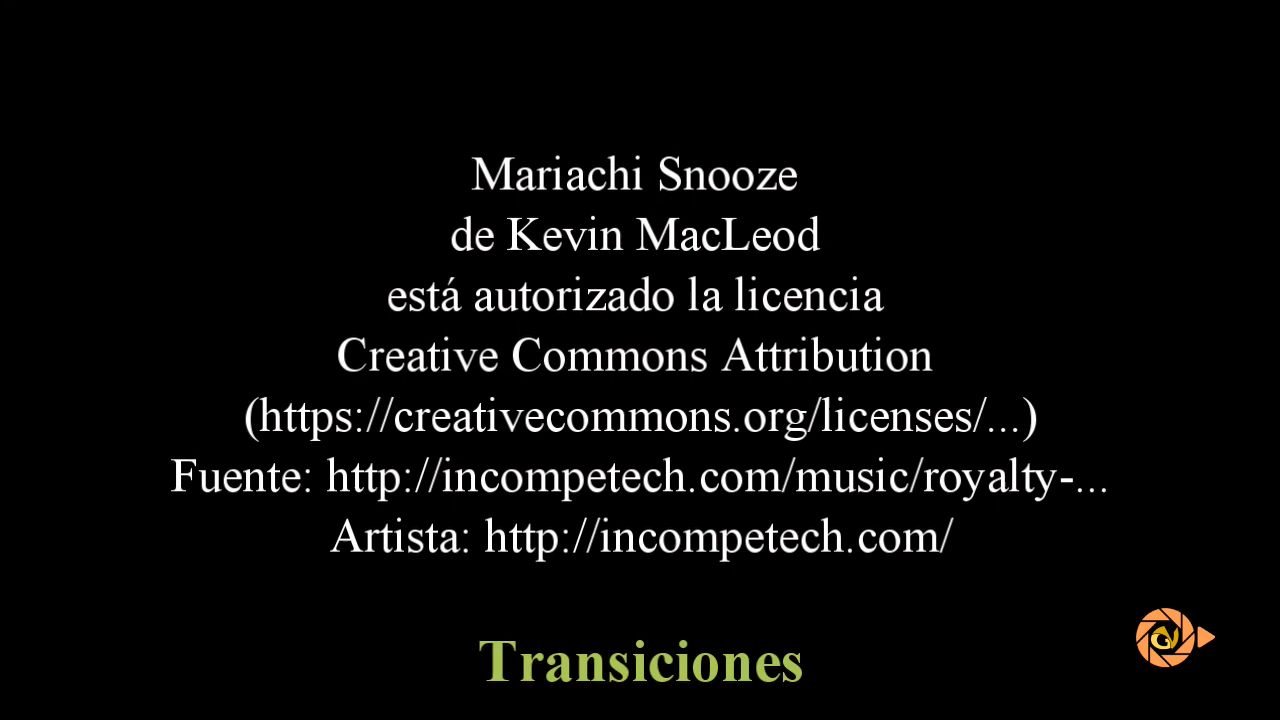 Mariachi Snooze
de Kevin MacLeod
está autorizado la licencia
Creative Commons Attribution
(https://creativecommons.org/licenses/...)
Fuente: http://incompetech.com/music/royalty-...
Artista: http://incompetech.com/
Transiciones